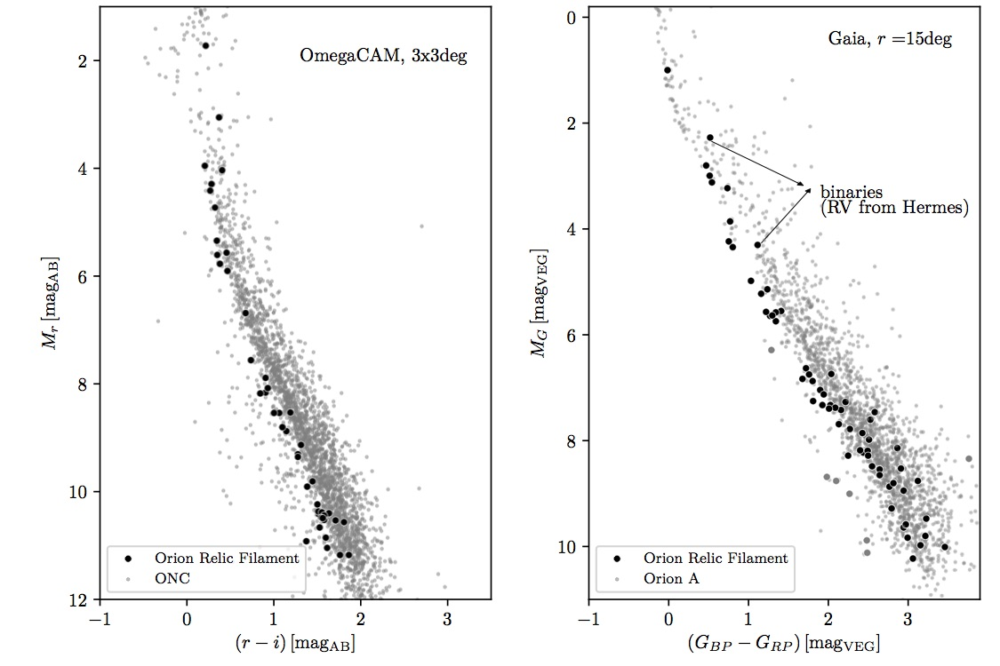 OmegaCAM, 3x3deg
2
4
6
8
10
12
M_r [mag_AB]
−1
0
1
2
3
(r − i) [mag_AB]
Orion Relic Filament
ONC
Gaia, r =15deg
binaries
(RV from Hermes)
0
2
4
6
8
10
M_G [mag_VEG]
−1
0
1
2
3
(G_BP − G_RP) [mag_VEG]
Orion Relic Filament
Orion A